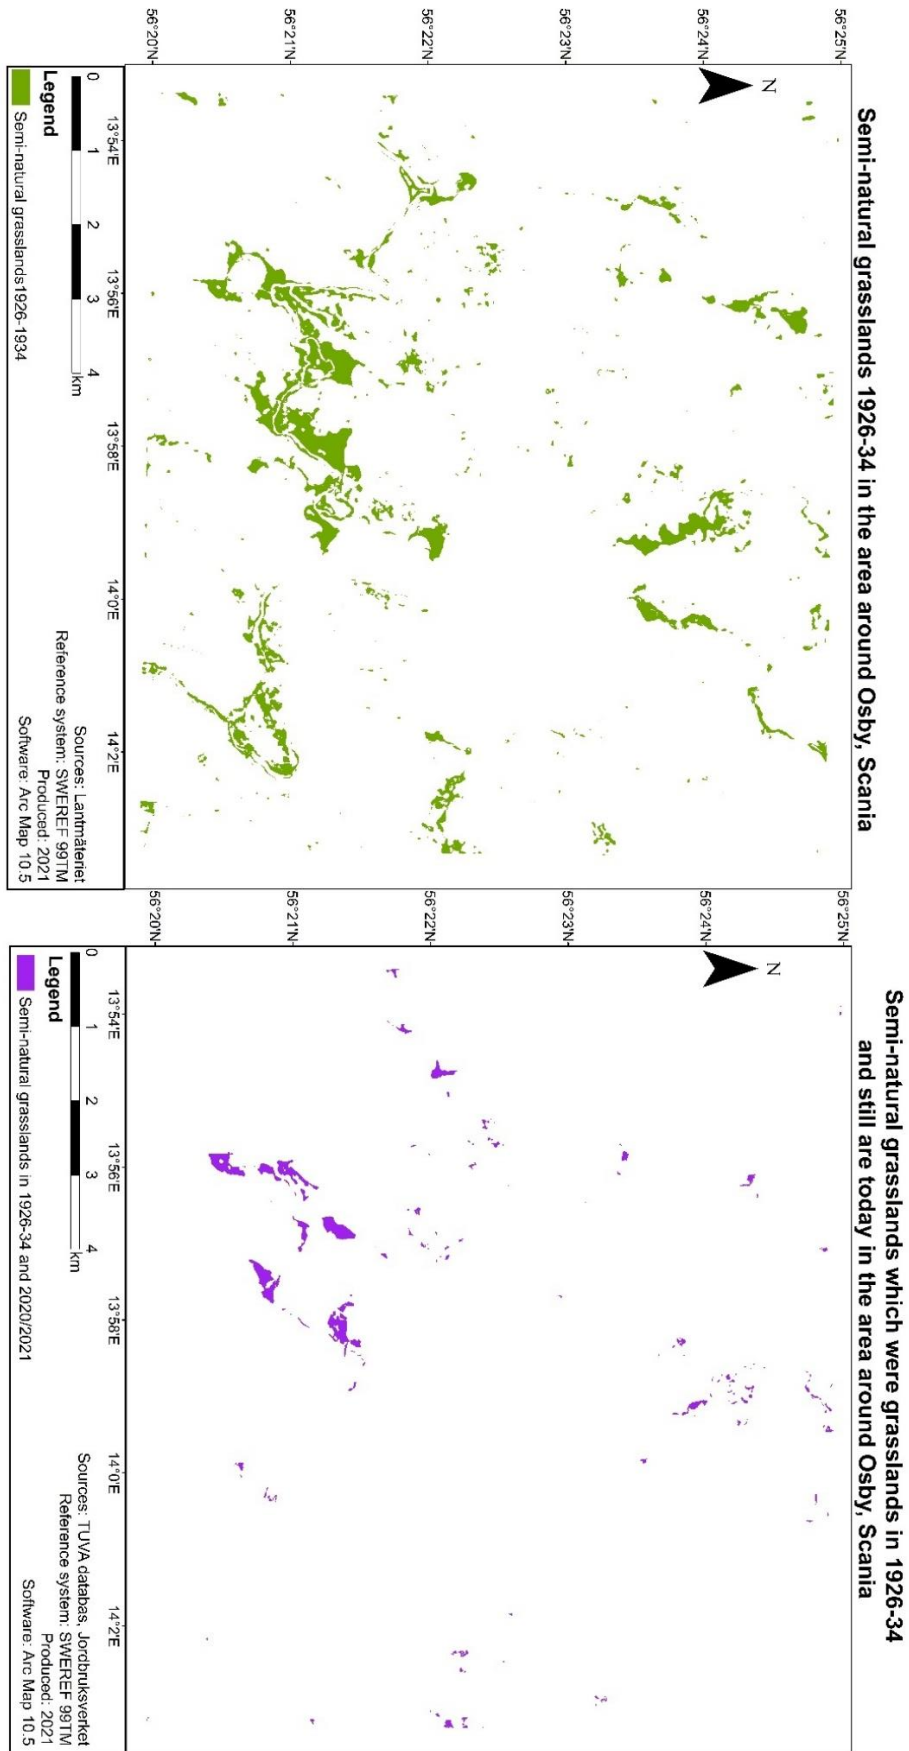 Semi-natural grasslands 1926-34 in the area around Osby, Scania
N
56°25'N
56°24'N
56°23'N
56°22'N
56°21'N
56°20'N
13°54'E
13°56'E
13°58'E
14°0'E
14°2'E
0
1
2
3
4
km
Legend
Semi-natural grasslands1926-1934
Sources: Lantmäteriet
Reference system: SWEREF 99TM
Produced: 2021
Software: Arc Map 10.5
Semi-natural grasslands which were grasslands in 1926-34
and still are today in the area around Osby, Scania
N
56°25'N
56°24'N
56°23'N
56°22'N
56°21'N
56°20'N
13°54'E
13°56'E
13°58'E
14°0'E
14°2'E
0
1
2
3
4
km
Legend
Semi-natural grasslands in 1926-34 and 2020/2021
Sources: TUVA databas, Jordbruksverket
Reference system: SWEREF 99TM
Produced: 2021
Software: Arc Map 10.5